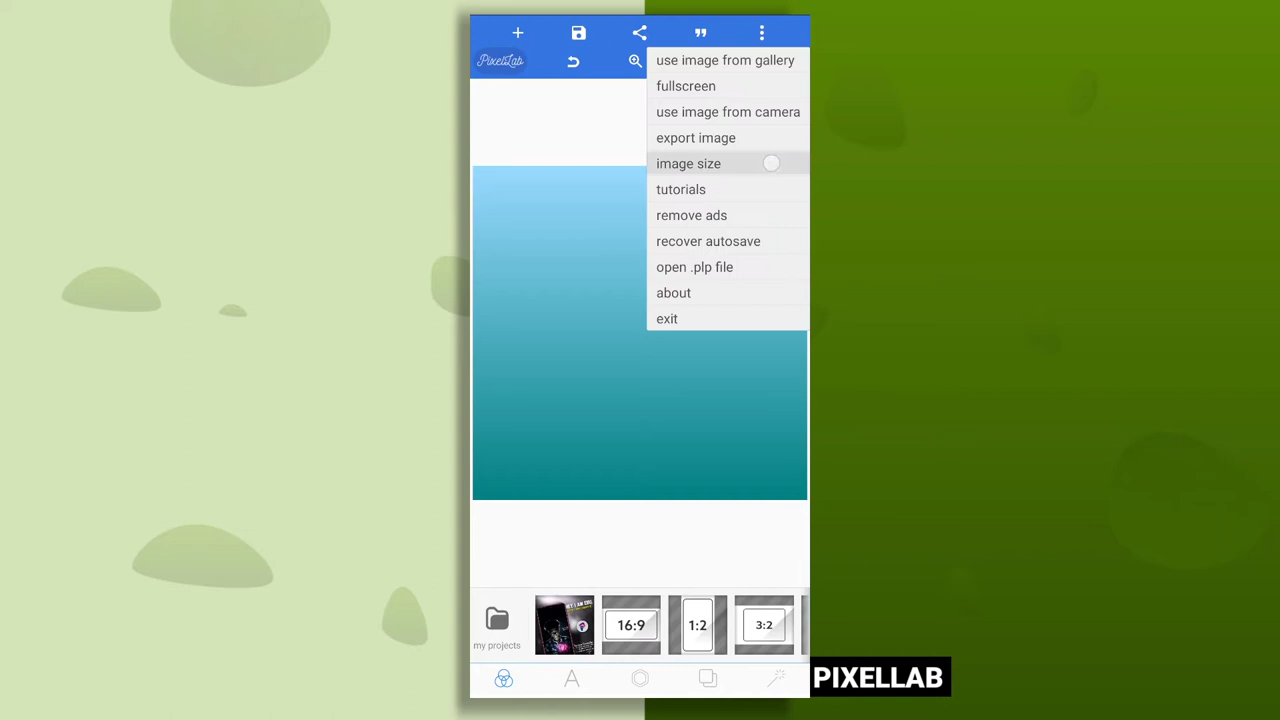 PixelLab
use image from gallery
fullscreen
use image from camera
export image
image size
tutorials
remove ads
recover autosave
open .plp file
about
exit
my projects
16:9
1:2
3:2
A
PIXELLAB